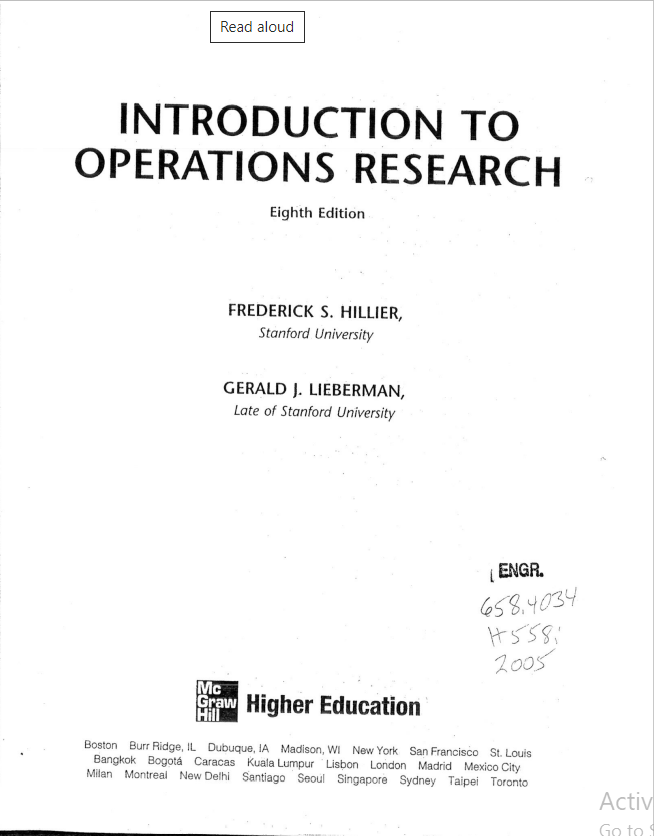 Read aloud
INTRODUCTION TO
OPERATIONS RESEARCH
Eighth Edition
FREDERICK S. HILLIER,
Stanford University
GERALD J. LIEBERMAN,
Late of Stanford University
ENGR.
658.4034
H558i
2005
Mc
Graw
Hill
Higher Education
Boston Burr Ridge, IL Dubuque, IA Madison, WI New York San Francisco St. Louis
Bangkok Bogotá Caracas Kuala Lumpur Lisbon London Madrid Mexico City
Milan Montreal New Delhi Santiago Seoul Singapore Sydney Taipei Toronto
Activ
Go to S